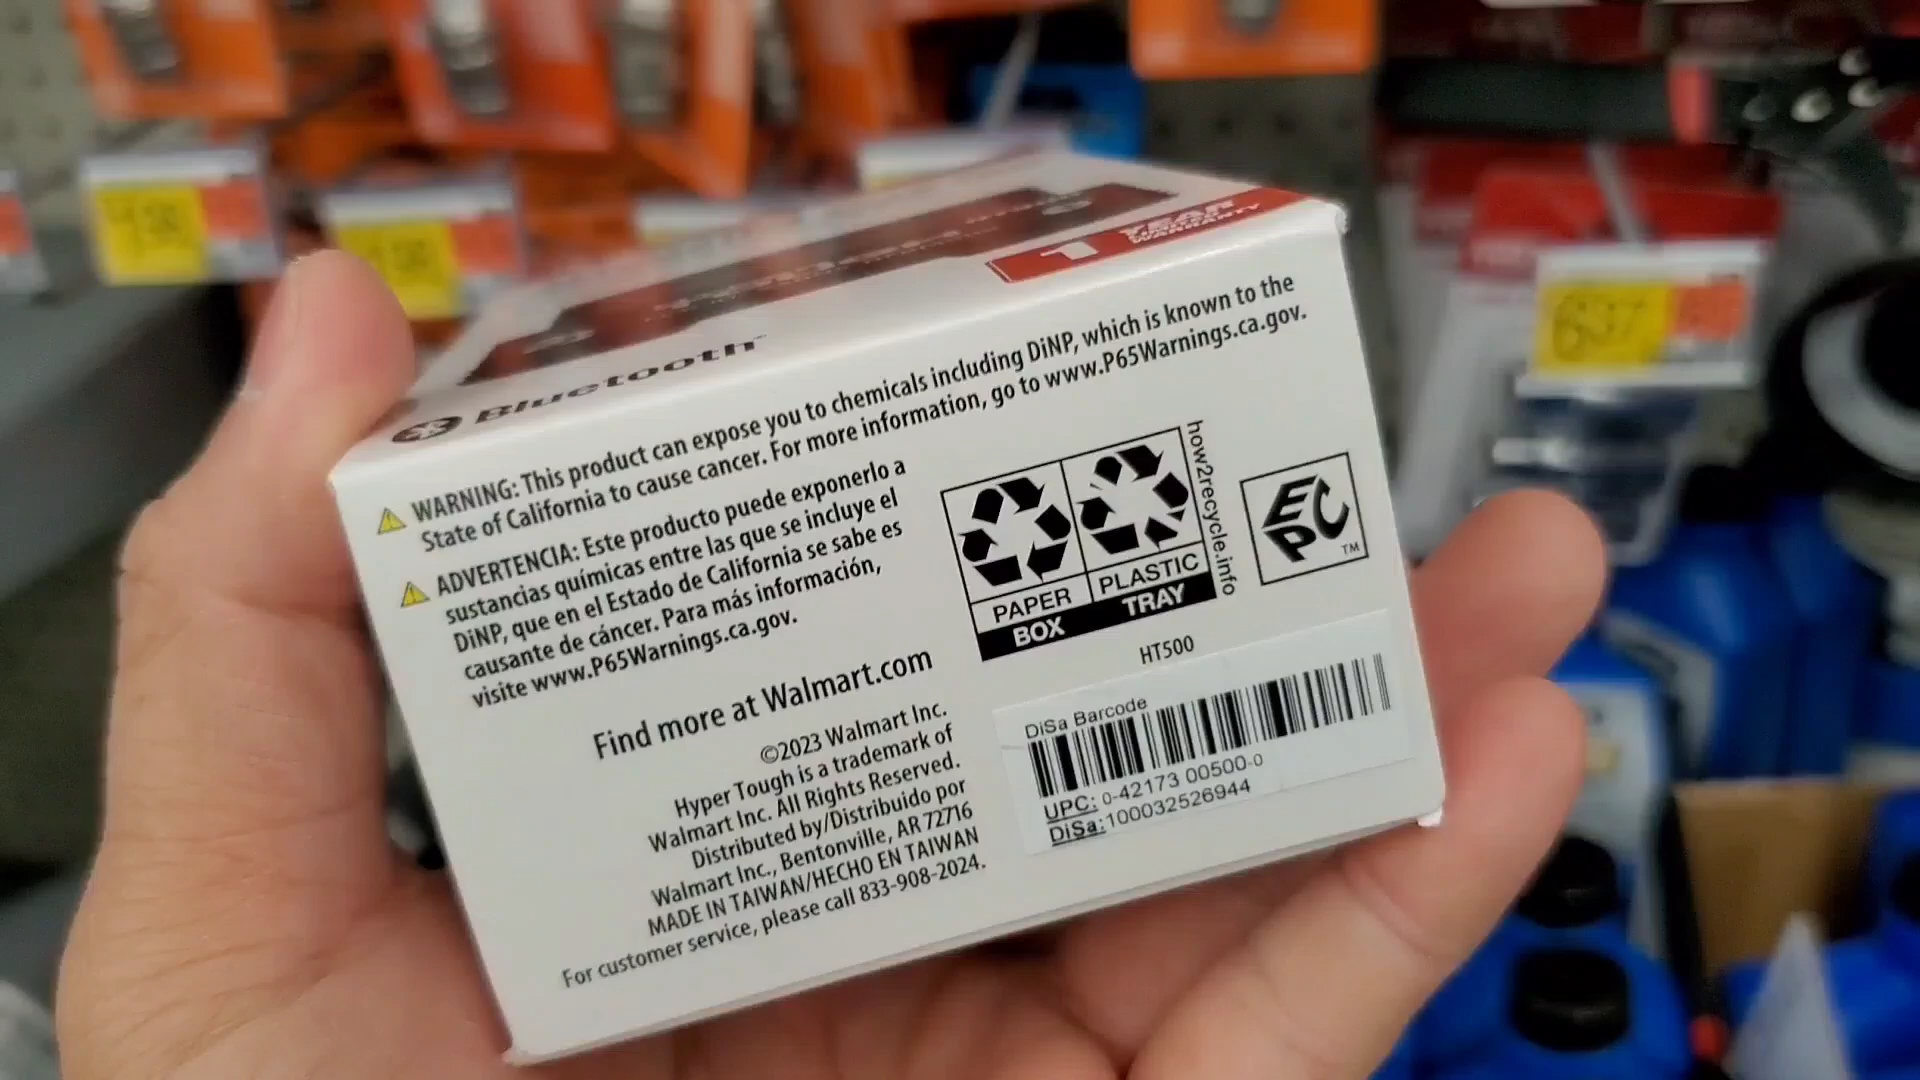 1 YEAR
WARRANTY
Bluetooth
WARNING: This product can expose you to chemicals including DiNP, which is known to the
State of California to cause cancer. For more information, go to www.P65Warnings.ca.gov.
ADVERTENCIA: Este producto puede exponerlo a
sustancias químicas entre las que se incluye el
DiNP, que en el Estado de California se sabe es
causante de cáncer. Para más información,
visite www.P65Warnings.ca.gov.
Find more at Walmart.com
©2023 Walmart Inc.
Hyper Tough is a trademark of
Walmart Inc. All Rights Reserved.
Distributed by/Distribuido por
Walmart Inc., Bentonville, AR 72716
MADE IN TAIWAN/HECHO EN TAIWAN
For customer service, please call 833-908-2024.
PAPER
BOX
PLASTIC
TRAY
how2recycle.info
EPC
TM
HT500
DiSa Barcode
UPC: 0-42173 00500-0
DiSa:100032526944